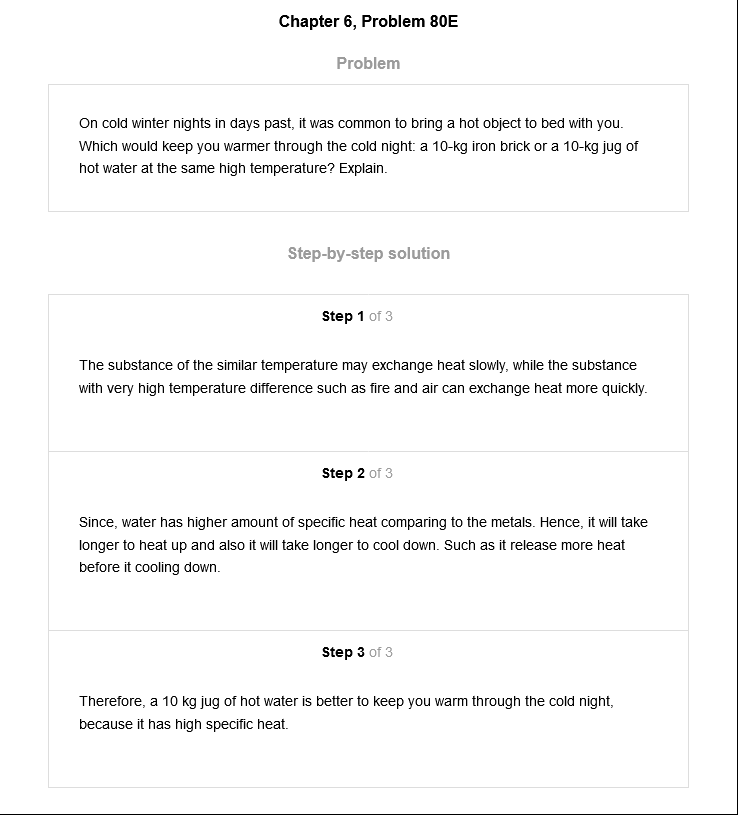 Chapter 6, Problem 80E
Problem
On cold winter nights in days past, it was common to bring a hot object to bed with you.
Which would keep you warmer through the cold night: a 10-kg iron brick or a 10-kg jug of
hot water at the same high temperature? Explain.
Step-by-step solution
Step 1 of 3
The substance of the similar temperature may exchange heat slowly, while the substance
with very high temperature difference such as fire and air can exchange heat more quickly.
Step 2 of 3
Since, water has higher amount of specific heat comparing to the metals. Hence, it will take
longer to heat up and also it will take longer to cool down. Such as it release more heat
before it cooling down.
Step 3 of 3
Therefore, a 10 kg jug of hot water is better to keep you warm through the cold night,
because it has high specific heat.